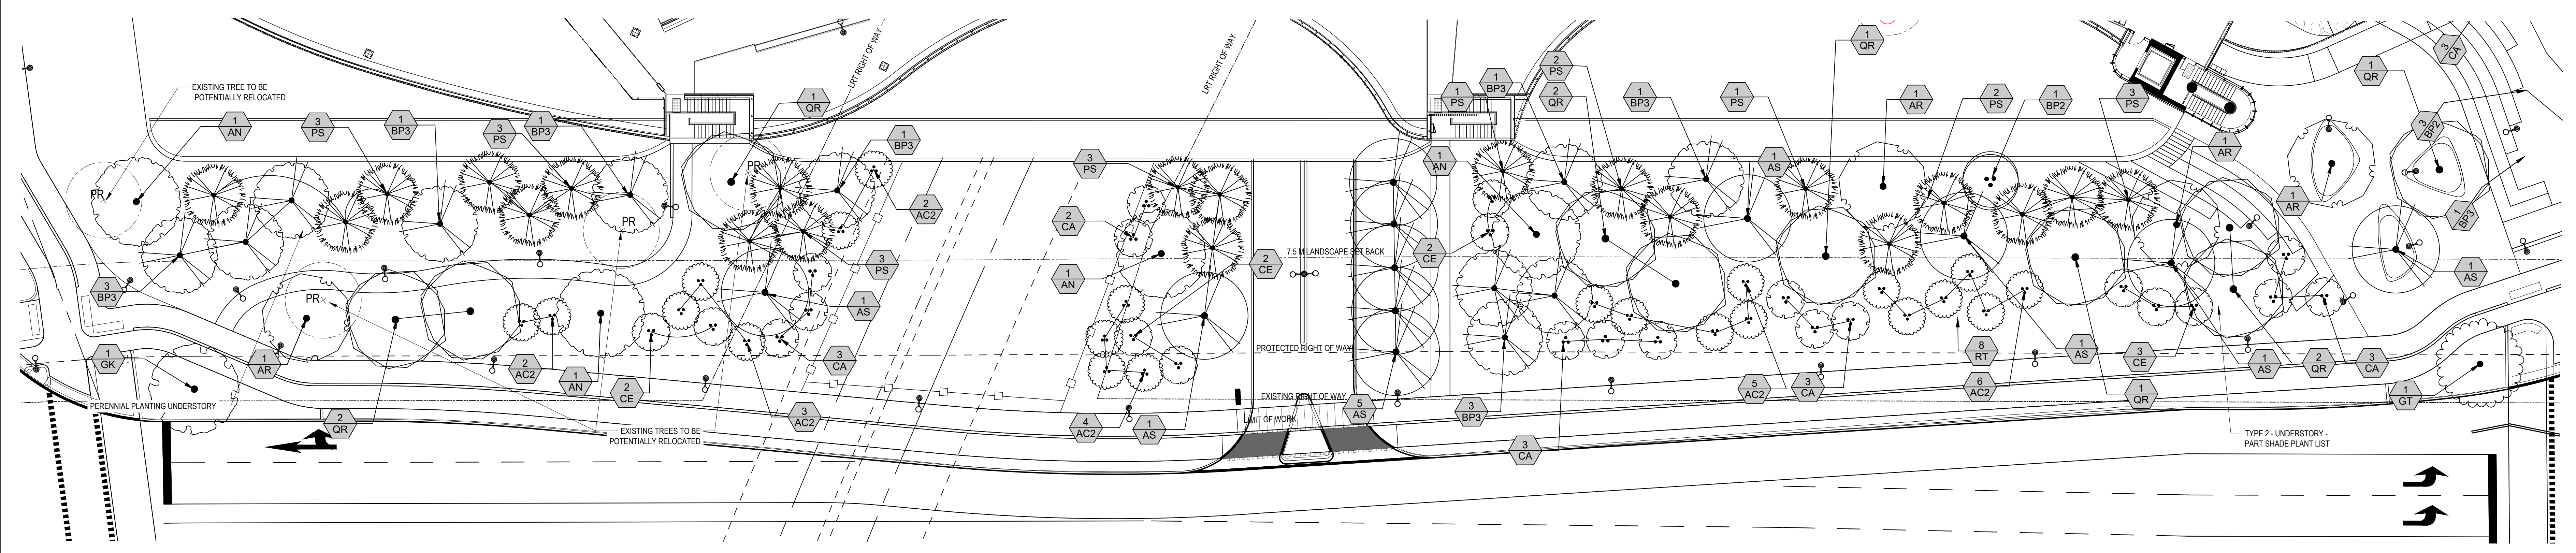 EXISTING TREE TO BE
POTENTIALLY RELOCATED
LRT RIGHT OF WAY
LRT RIGHT OF WAY
1
AN
3
PS
1
BP3
3
PS
1
BP3
1
QR
1
BP3
3
PS
1
PS
1
BP3
2
PS
2
QR
1
BP3
1
PS
1
QR
1
AR
2
PS
1
BP2
3
PS
1
QR
3
CA
3
BP2
1
AR
1
AN
1
AS
PR
PR
PR
PR
2
AC2
2
CA
1
AR
1
BP3
3
BP3
3
PS
1
AN
2
CE
7.5 M LANDSCAPE SET BACK
2
CE
1
AS
1
AS
1
GK
1
AR
2
AC2
1
AN
2
CE
3
CA
PROTECTED RIGHT OF WAY
8
RT
1
AS
3
CE
1
AS
2
QR
3
CA
PERENNIAL PLANTING UNDERSTORY
2
QR
3
AC2
4
AC2
1
AS
EXISTING RIGHT OF WAY
5
AS
3
BP3
5
AC2
3
CA
6
AC2
1
QR
1
GT
LIMIT OF WORK
EXISTING TREES TO BE
POTENTIALLY RELOCATED
3
CA
TYPE 2 - UNDERSTORY -
PART SHADE PLANT LIST